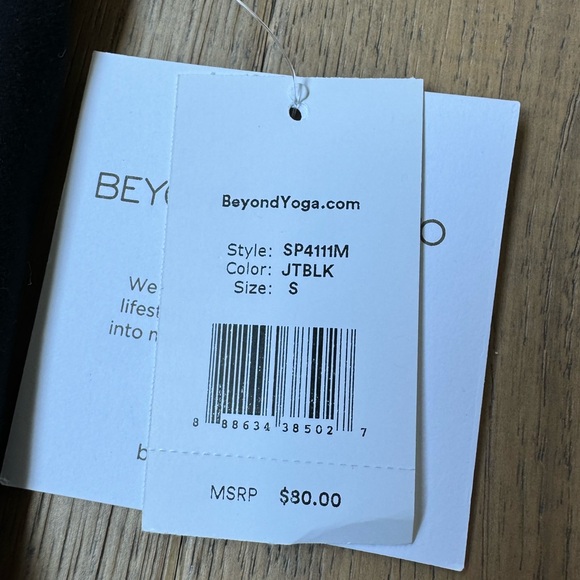 BeyondYoga.com
Style: SP4111M
Color: JTBLK
Size: S
8 88634 38502 7
MSRP $80.00
BEY
O
We
lifest
into
b